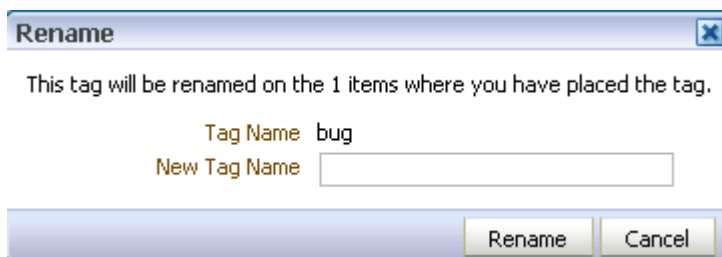 Rename
This tag will be renamed on the 1 items where you have placed the tag.
Tag Name bug
New Tag Name
Rename Cancel